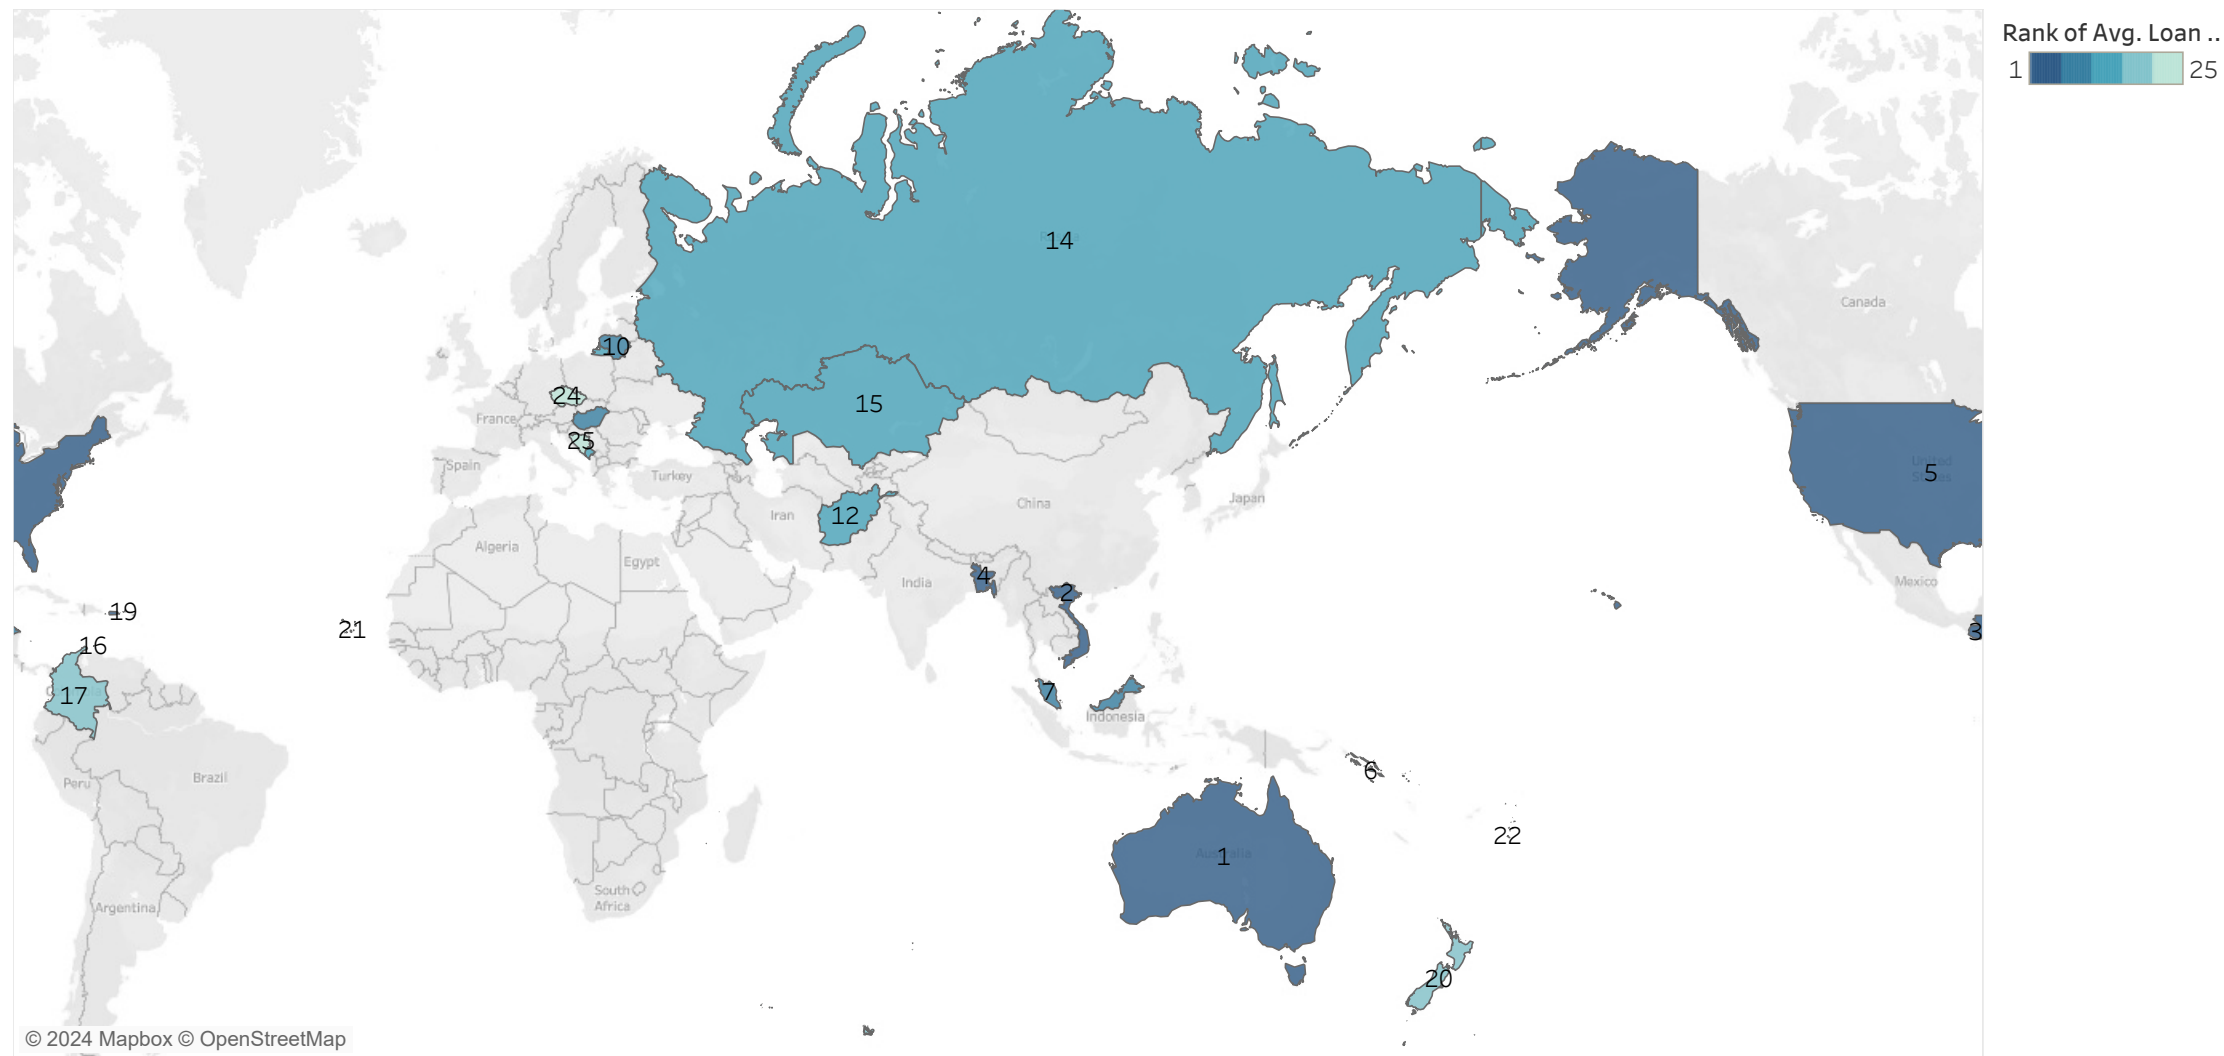 Rank of Avg. Loan ..
1
25
14
Canada
10
24
15
France
25
5
Spain
Turkey
China
Japan
Iran
12
Algeria
Egypt
4
India
2
Mexico
19
21
3
16
17
7
Indonesia
6
Peru
Brazil
22
1
Australia
South
Africa
Argentina
20
© 2024 Mapbox © OpenStreetMap